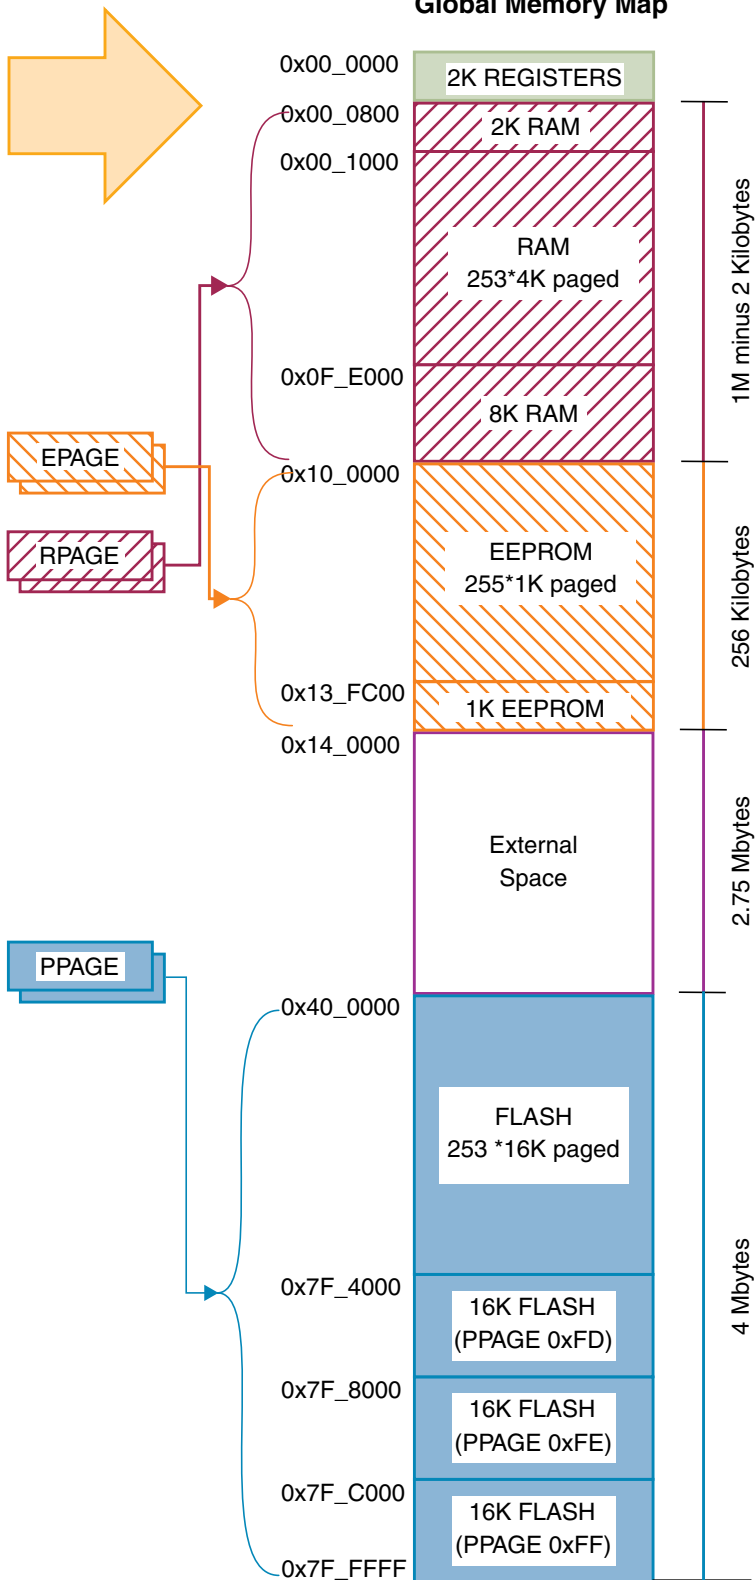 Global Memory Map
0x00_0000
2K REGISTERS
0x00_0800
2K RAM
0x00_1000
RAM
253*4K paged
1M minus 2 Kilobytes
0x0F_E000
8K RAM
EPAGE
0x10_0000
RPAGE
EEPROM
255*1K paged
256 Kilobytes
0x13_FC00
1K EEPROM
0x14_0000
External
Space
2.75 Mbytes
PPAGE
0x40_0000
FLASH
253 *16K paged
4 Mbytes
0x7F_4000
16K FLASH
(PPAGE 0xFD)
0x7F_8000
16K FLASH
(PPAGE 0xFE)
0x7F_C000
16K FLASH
(PPAGE 0xFF)
0x7F_FFFF